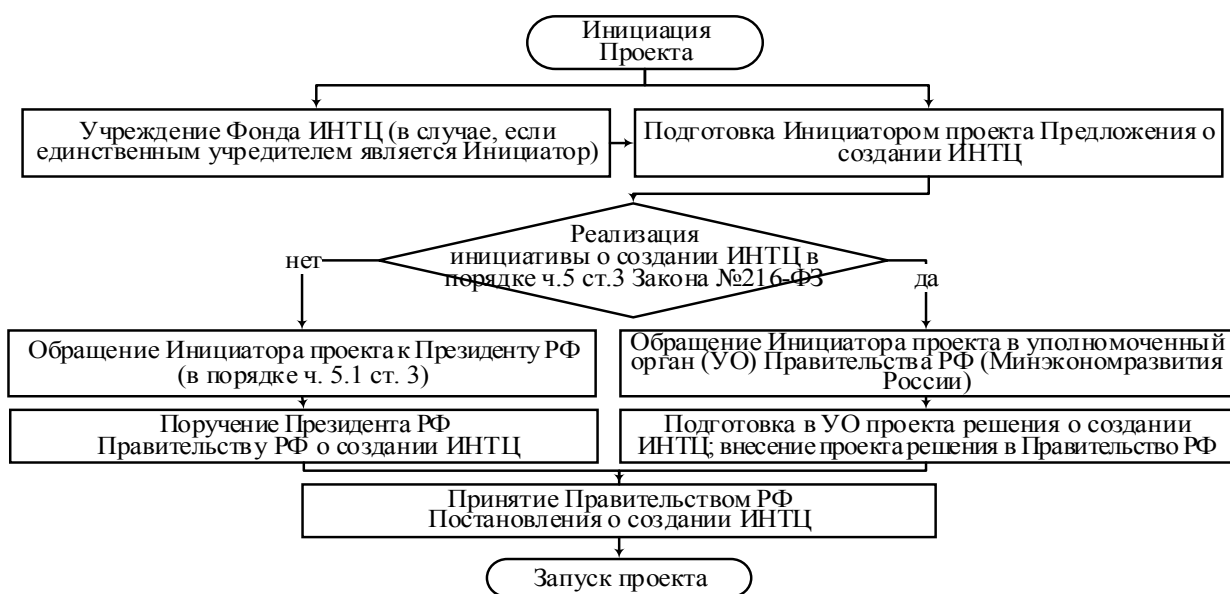 Инициация
Проекта
Учреждение Фонда ИНТЦ (в случае, если
единственным учредителем является Инициатор)
Подготовка Инициатором проекта Предложения о
создании ИНТЦ
Реализация
инициативы о создании ИНТЦ в
порядке ч.5 ст.3 Закона №216-ФЗ
нет
да
Обращение Инициатора проекта к Президенту РФ
(в порядке ч. 5.1 ст. 3)
Обращение Инициатора проекта в уполномоченный
орган (УО) Правительства РФ (Минэкономразвития
России)
Поручение Президента РФ
Правительству РФ о создании ИНТЦ
Подготовка в УО проекта решения о создании
ИНТЦ; внесение проекта решения в Правительство РФ
Принятие Правительством РФ
Постановления о создании ИНТЦ
Запуск проекта